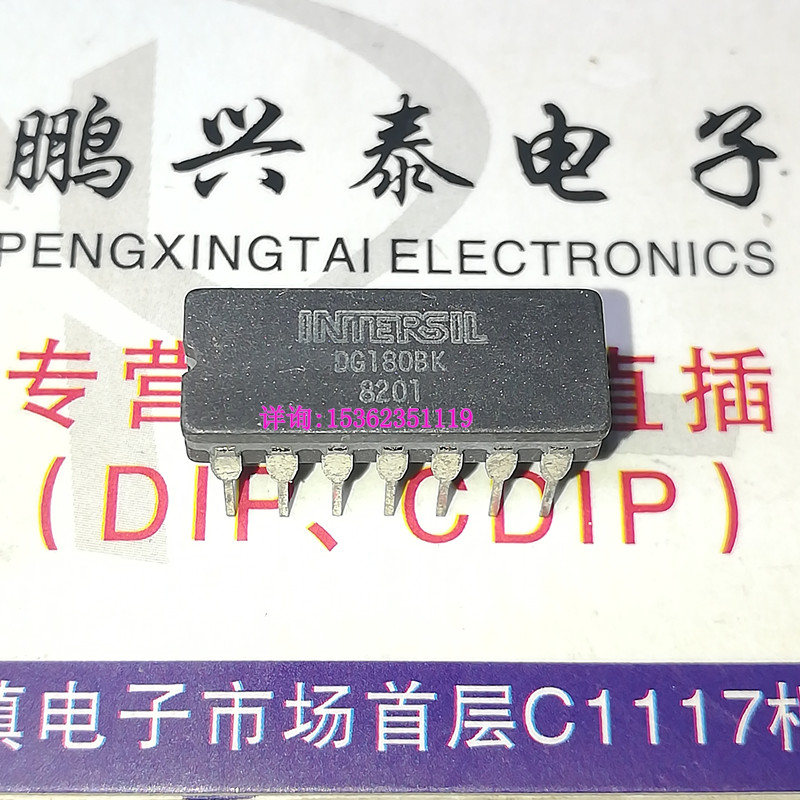 鹏兴泰电子
PENGXINGTAI ELECTRONICS
INTERSIL
DG180BK
8201
详询:15362351119
专营 直插
(DIP、CDIP)
镇电子市场首层C1117